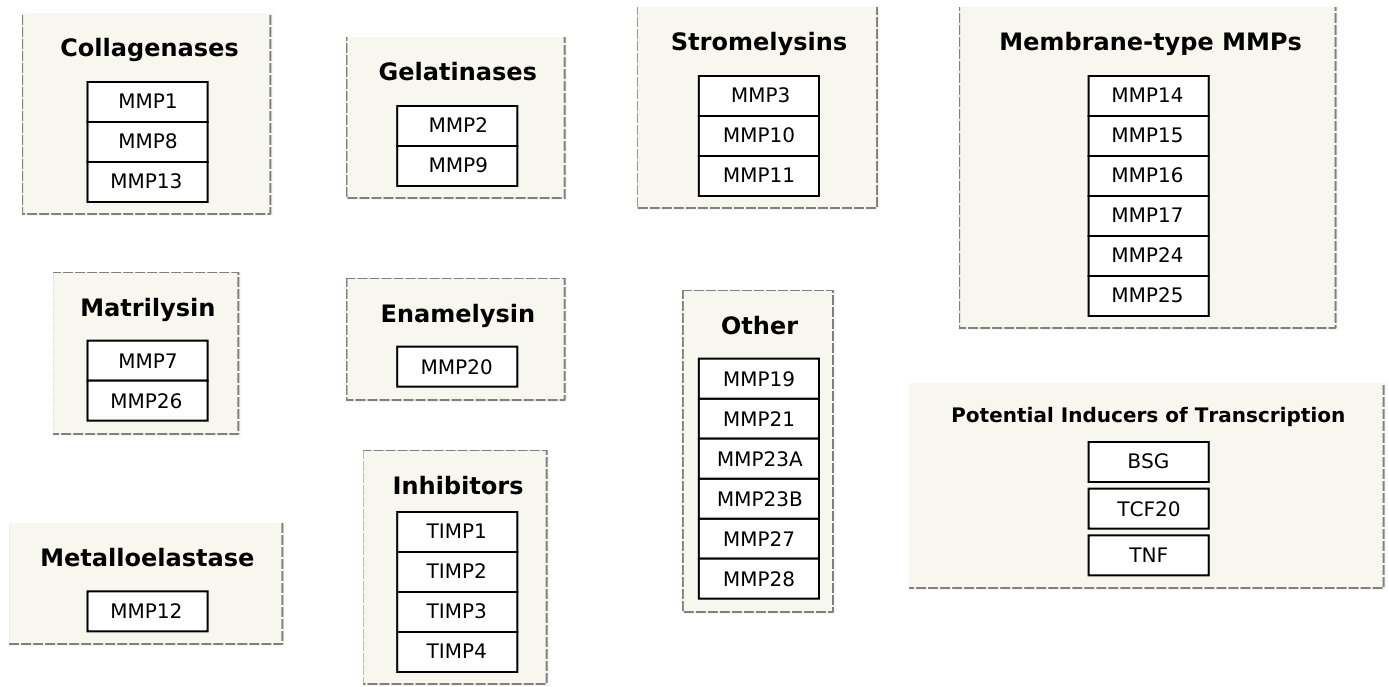 Collagenases
MMP1
MMP8
MMP13
Gelatinases
MMP2
MMP9
Stromelysins
MMP3
MMP10
MMP11
Membrane-type MMPs
MMP14
MMP15
MMP16
MMP17
MMP24
MMP25
Matrilysin
MMP7
MMP26
Enamelysin
MMP20
Other
MMP19
MMP21
MMP23A
MMP23B
MMP27
MMP28
Potential Inducers of Transcription
BSG
TCF20
TNF
Metalloelastase
MMP12
Inhibitors
TIMP1
TIMP2
TIMP3
TIMP4